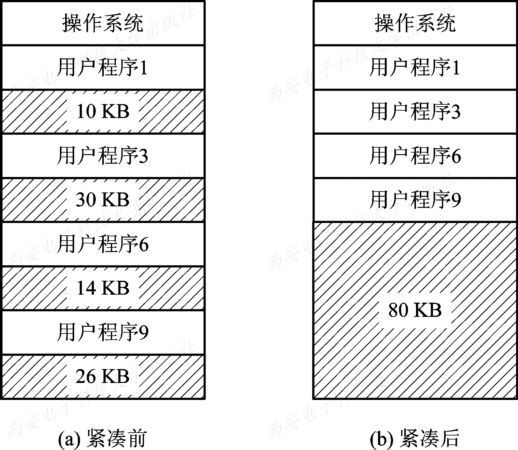 操作系统
用户程序1
10 KB
用户程序3
30 KB
用户程序6
14 KB
用户程序9
26 KB
(a) 紧凑前
操作系统
用户程序1
用户程序3
用户程序6
用户程序9
80 KB
(b) 紧凑后
西安电子科技大学出版社